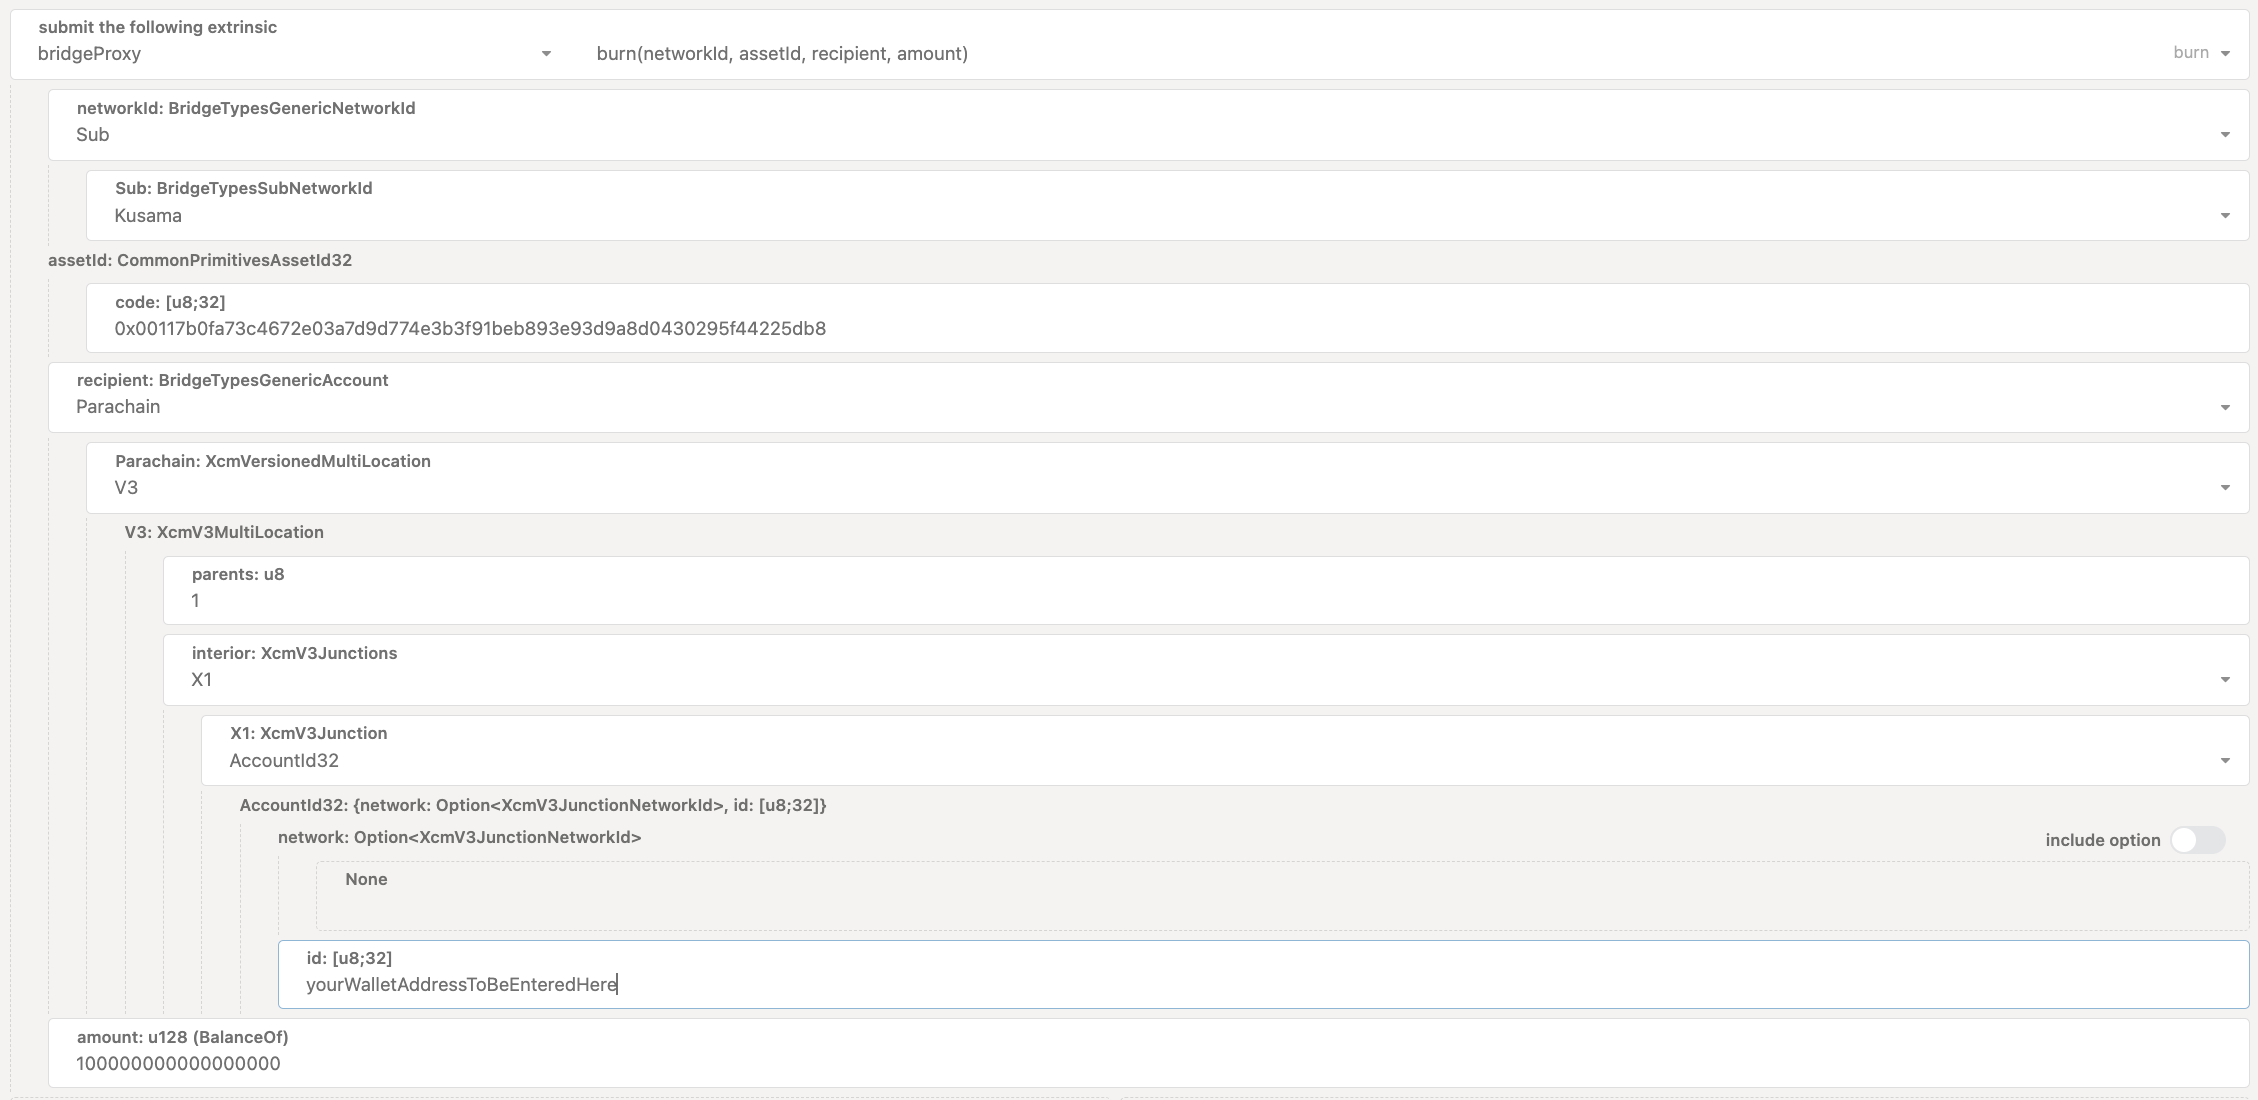 submit the following extrinsic
bridgeProxy
burn(networkId, assetId, recipient, amount)
burn
networkId: BridgeTypesGenericNetworkId
Sub
Sub: BridgeTypesSubNetworkId
Kusama
assetId: CommonPrimitivesAssetId32
code: [u8;32]
0x00117b0fa73c4672e03a7d9d774e3b3f91beb893e93d9a8d0430295f44225db8
recipient: BridgeTypesGenericAccount
Parachain
Parachain: XcmVersionedMultiLocation
V3
V3: XcmV3MultiLocation
parents: u8
1
interior: XcmV3Junctions
X1
X1: XcmV3Junction
AccountId32
AccountId32: {network: Option<XcmV3JunctionNetworkId>, id: [u8;32]}
network: Option<XcmV3JunctionNetworkId>
include option
None
id: [u8;32]
yourWalletAddressToBeEnteredHere
amount: u128 (BalanceOf)
100000000000000000